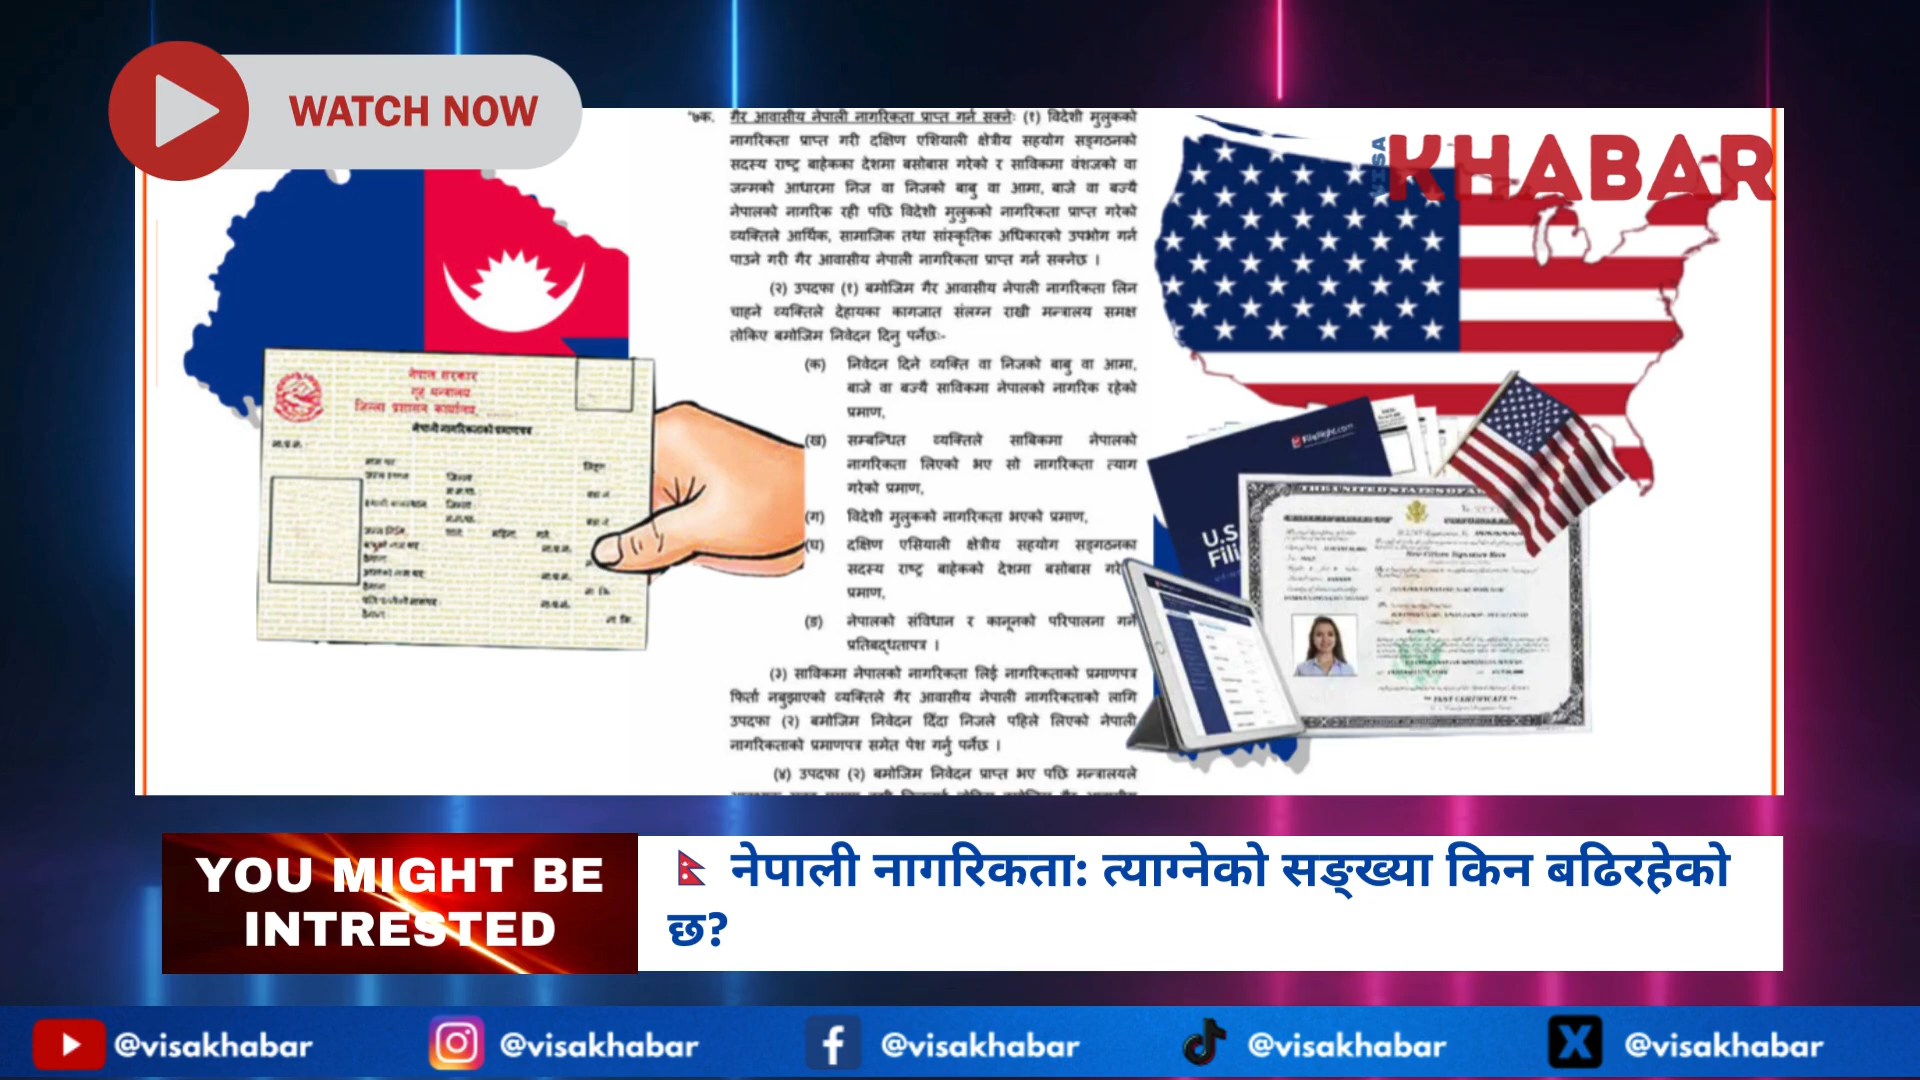 WATCH NOW
VISA
KHABAR
७क. गैर आवासीय नेपाली नागरिकता प्राप्त गर्न सक्नेः (१) विदेशी मुलुकको
नागरिकता प्राप्त गरी दक्षिण एशियाली क्षेत्रीय सहयोग सङ्गठनको
सदस्य राष्ट्र बाहेकका देशमा बसोबास गरेको र साविकमा वंशजको वा
जन्मको आधारमा निज वा निजको बाबु वा आमा, बाजे वा बज्यै
नेपालको नागरिक रही पछि विदेशी मुलुकको नागरिकता प्राप्त गरेको
व्यक्तिले आर्थिक, सामाजिक तथा सांस्कृतिक अधिकारको उपभोग गर्न
पाउने गरी गैर आवासीय नेपाली नागरिकता प्राप्त गर्न सक्नेछ ।
(२) उपदफा (१) बमोजिम गैर आवासीय नेपाली नागरिकता लिन
चाहने व्यक्तिले देहायका कागजात संलग्न राखी मन्त्रालय समक्ष
तोकिए बमोजिम निवेदन दिनु पर्नेछः-
(क) निवेदन दिने व्यक्ति वा निजको बाबु वा आमा,
बाजे वा बज्यै साविकमा नेपालको नागरिक रहेको
प्रमाण,
(ख) सम्बन्धित व्यक्तिले साबिकमा नेपालको
नागरिकता लिएको भए सो नागरिकता त्याग
गरेको प्रमाण,
(ग) विदेशी मुलुकको नागरिकता भएको प्रमाण,
(घ) दक्षिण एसियाली क्षेत्रीय सहयोग सङ्गठनका
सदस्य राष्ट्र बाहेकको देशमा बसोबास
प्रमाण,
(ङ) नेपालको संविधान र कानूनको परिपालना गर्ने
प्रतिबद्धतापत्र ।
(३) साविकमा नेपालको नागरिकता लिई नागरिकताको प्रमाणपत्र
फिर्ता नबुझाएको व्यक्तिले गैर आवासीय नेपाली नागरिकताको लागि
उपदफा (२) बमोजिम निवेदन दिंदा निजले पहिले लिएको नेपाली
नागरिकताको प्रमाणपत्र समेत पेश गर्नु पर्नेछ ।
(४) उपदफा (२) बमोजिम निवेदन प्राप्त भए पछि मन्त्रालयले
नेपाल सरकार
गृह मन्त्रालय
जिल्ला प्रशासन कार्यालय,
नेपाली नागरिकताको प्रमाणपत्र
FileRight.com
U.S.
THE UNITED STATES OF
YOU MIGHT BE
INTRESTED
नेपाली नागरिकता: त्याग्नेको सङ्ख्या किन बढिरहेको
छ?
@visakhabar
@visakhabar
@visakhabar
@visakhabar
@visakhabar